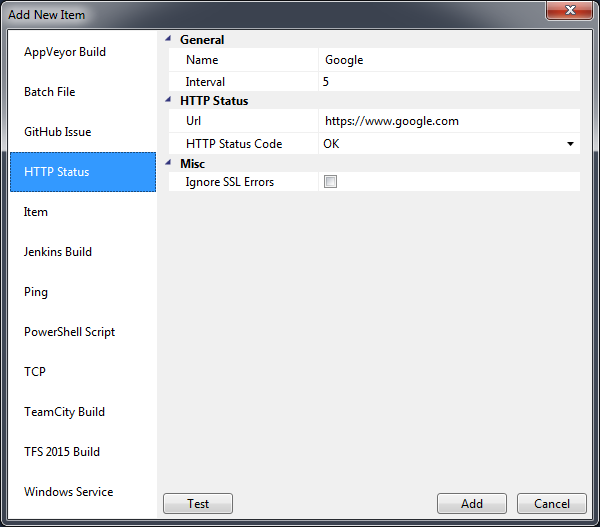 Add New Item
AppVeyor Build
Batch File
GitHub Issue
HTTP Status
Item
Jenkins Build
Ping
PowerShell Script
TCP
TeamCity Build
TFS 2015 Build
Windows Service
General
Name Google
Interval 5
HTTP Status
Url https://www.google.com
HTTP Status Code OK
Misc
Ignore SSL Errors
Test Add Cancel